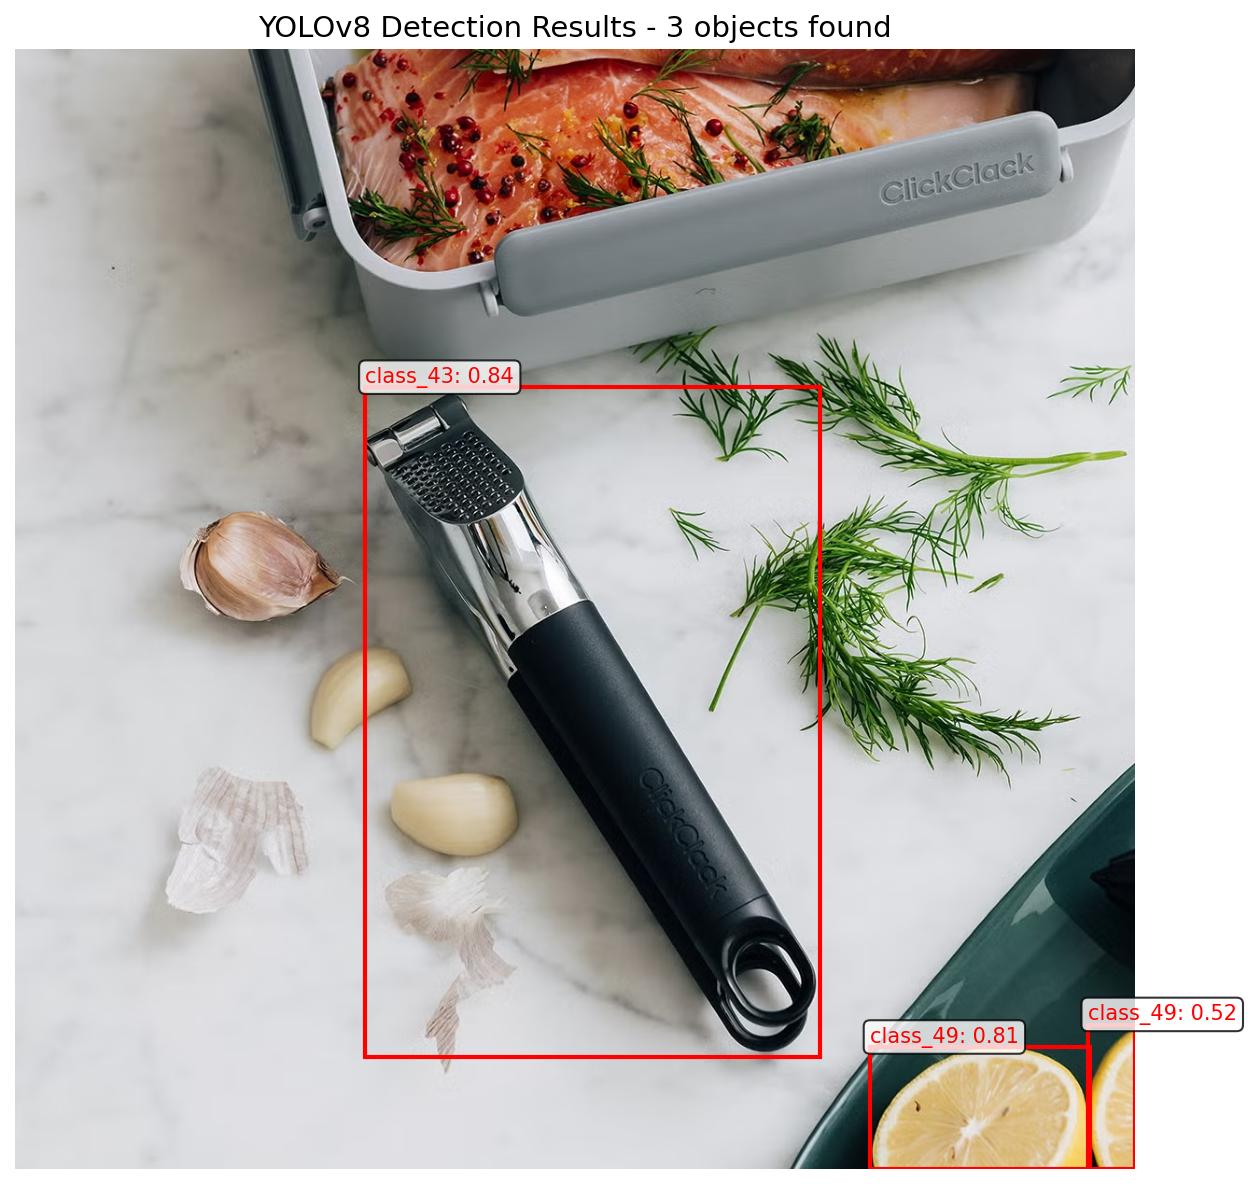 YOLOv8 Detection Results - 3 objects found
ClickClack
class_43: 0.84
ClickClack
class_49: 0.52
class_49: 0.81